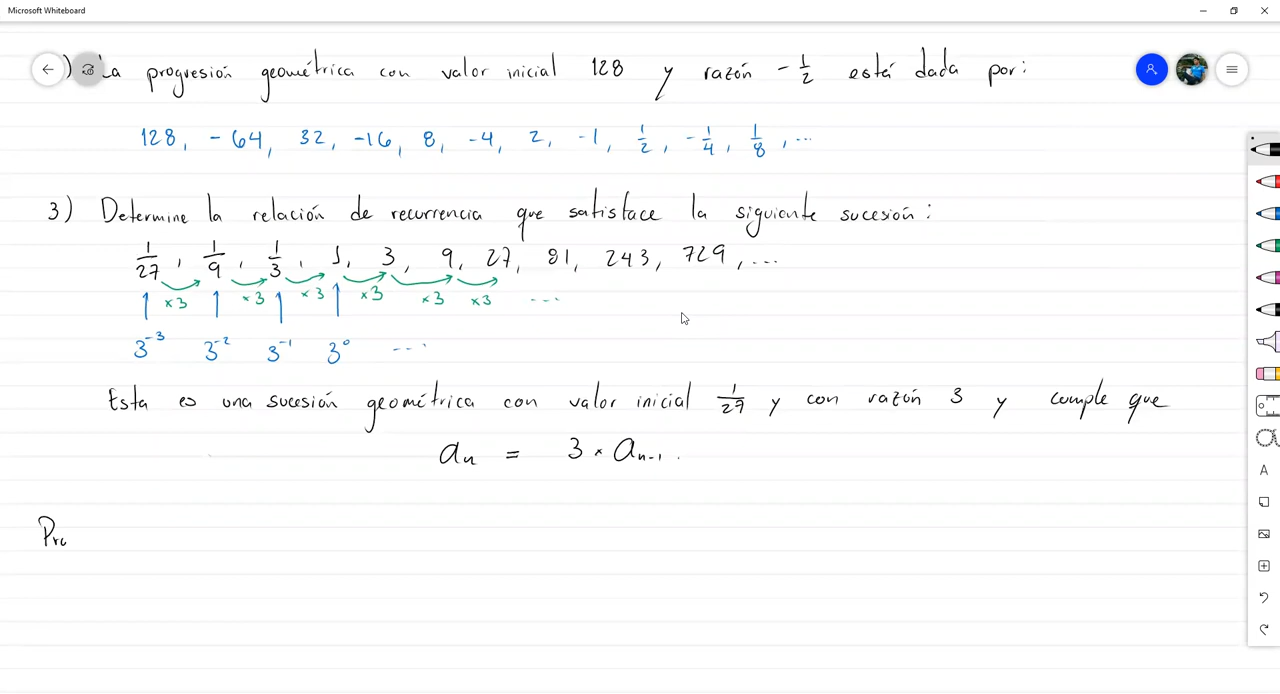 Microsoft Whiteboard
) La progresión geométrica con valor inicial 128 y razón -1/2 está dada por:
128, -64, 32, -16, 8, -4, 2, -1, 1/2, -1/4, 1/8, ...
3) Determine la relación de recurrencia que satisface la siguiente sucesión:
1/27, 1/9, 1/3, 1, 3, 9, 27, 81, 243, 729, ...
×3 ×3 ×3 ×3 ×3 ×3 ...
3⁻³ 3⁻² 3⁻¹ 3⁰ ...
Esta es una sucesión geométrica con valor inicial 1/27 y con razón 3 y cumple que
aₙ = 3 × aₙ₋₁.
Pro
A